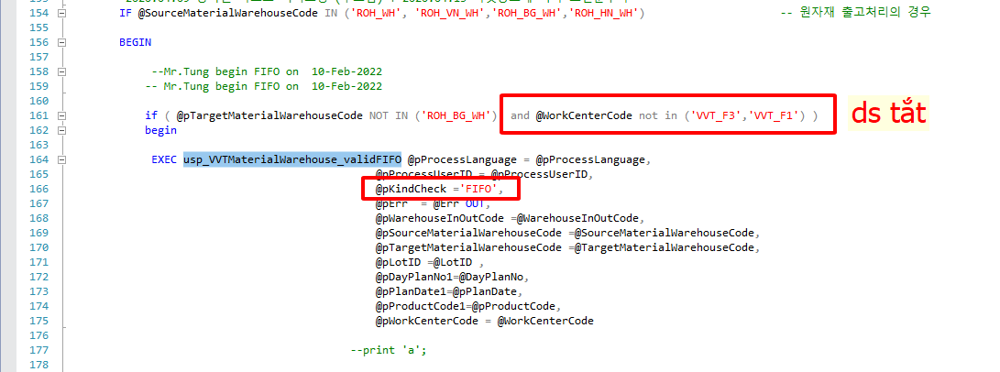 154 IF @SourceMaterialWarehouseCode IN ('ROH_WH', 'ROH_VN_WH','ROH_BG_WH','ROH_HN_WH') -- 원자재 출고처리의 경우
155
156 BEGIN
157
158 --Mr.Tung begin FIFO on 10-Feb-2022
159 -- Mr.Tung begin FIFO on 10-Feb-2022
160
161 if ( @pTargetMaterialWarehouseCode NOT IN ('ROH_BG_WH') and @WorkCenterCode not in ('VVT_F3','VVT_F1') ) ds tắt
162 begin
163
164 EXEC usp_VVTMaterialWarehouse_validFIFO @pProcessLanguage = @pProcessLanguage,
165 @pProcessUserID = @pProcessUserID,
166 @pKindCheck ='FIFO',
167 @pErr = @Err OUT,
168 @pWarehouseInOutCode =@WarehouseInOutCode,
169 @pSourceMaterialWarehouseCode =@SourceMaterialWarehouseCode,
170 @pTargetMaterialWarehouseCode =@TargetMaterialWarehouseCode,
171 @pLotID =@LotID ,
172 @pDayPlanNo1=@DayPlanNo,
173 @pPlanDate1=@pPlanDate,
174 @pProductCode1=@pProductCode,
175 @pWorkCenterCode = @WorkCenterCode
176
177 --print 'a';
178